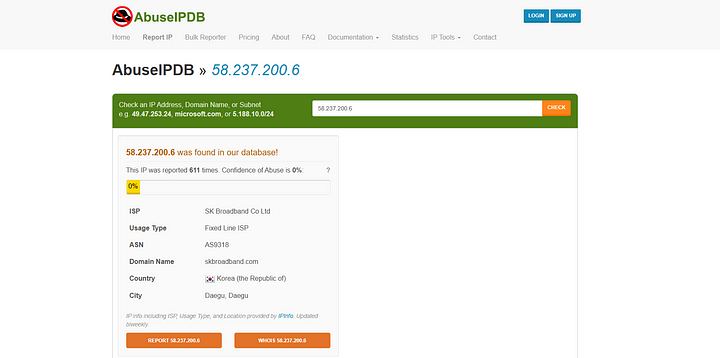 AbuseIPDB
LOGIN SIGN UP
Home Report IP Bulk Reporter Pricing About FAQ Documentation Statistics IP Tools Contact
AbuseIPDB » 58.237.200.6
Check an IP Address, Domain Name, or Subnet
e.g. 49.47.253.24, microsoft.com, or 5.188.10.0/24
58.237.200.6 CHECK
58.237.200.6 was found in our database!
This IP was reported 611 times. Confidence of Abuse is 0%: ?
0%
ISP SK Broadband Co Ltd
Usage Type Fixed Line ISP
ASN AS9318
Domain Name skbroadband.com
Country Korea (the Republic of)
City Daegu, Daegu
IP info including ISP, Usage Type, and Location provided by IPInfo. Updated
biweekly.
REPORT 58.237.200.6 WHOIS 58.237.200.6